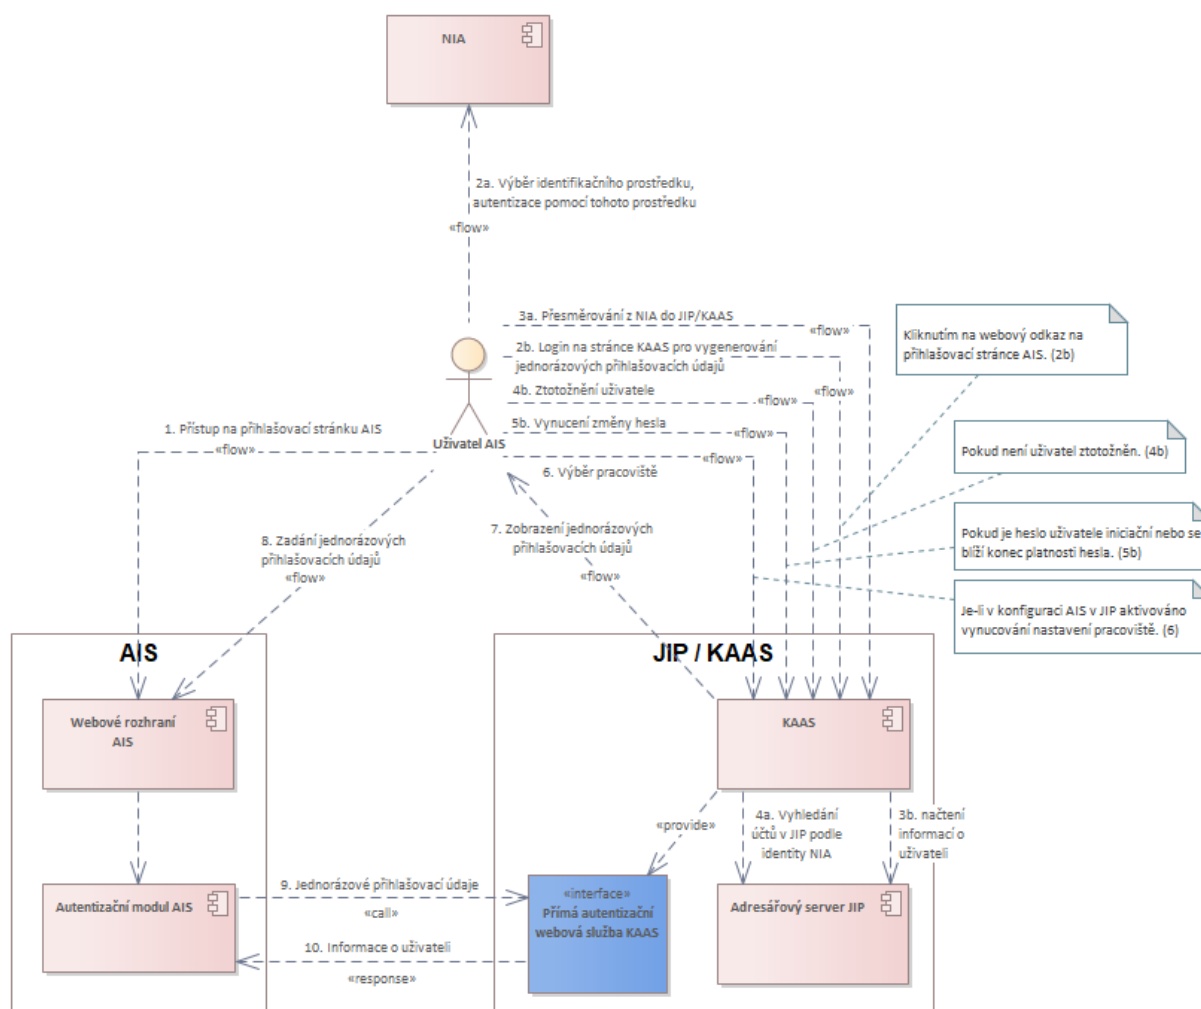 NIA
2a. Výběr identifikačního prostředku,
autentizace pomocí tohoto prostředku
«flow»
3a. Přesměrování z NIA do JIP/KAAS
«flow»
2b. Login na stránce KAAS pro vygenerování
jednorázových přihlašovacích údajů
«flow»
4b. Ztotožnění uživatele
«flow»
5b. Vynucení změny hesla
«flow»
Uživatel AIS
6. Výběr pracoviště
«flow»
Kliknutím na webový odkaz na
přihlašovací stránce AIS. (2b)
Pokud není uživatel ztotožněn. (4b)
Pokud je heslo uživatele iniciační nebo se
blíží konec platnosti hesla. (5b)
Je-li v konfiguraci AIS v JIP aktivováno
vynucování nastavení pracoviště. (6)
1. Přístup na přihlašovací stránku AIS
«flow»
8. Zadání jednorázových
přihlašovacích údajů
«flow»
7. Zobrazení jednorázových
přihlašovacích údajů
«flow»
AIS
Webové rozhraní
AIS
Autentizační modul AIS
JIP / KAAS
KAAS
«provide»
4a. Vyhledání
účtů v JIP podle
identity NIA
3b. načtení
informací o
uživateli
9. Jednorázové přihlašovací údaje
«call»
10. Informace o uživateli
«response»
«interface»
Přímá autentizační
webová služba KAAS
Adresářový server JIP